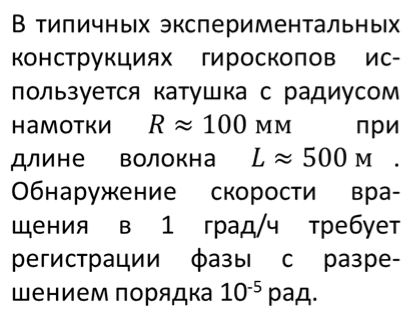 В типичных экспериментальных
конструкциях гироскопов ис-
пользуется катушка с радиусом
намотки R ≈ 100 мм при
длине волокна L ≈ 500 м .
Обнаружение скорости вра-
щения в 1 град/ч требует
регистрации фазы с разре-
шением порядка 10⁻⁵ рад.